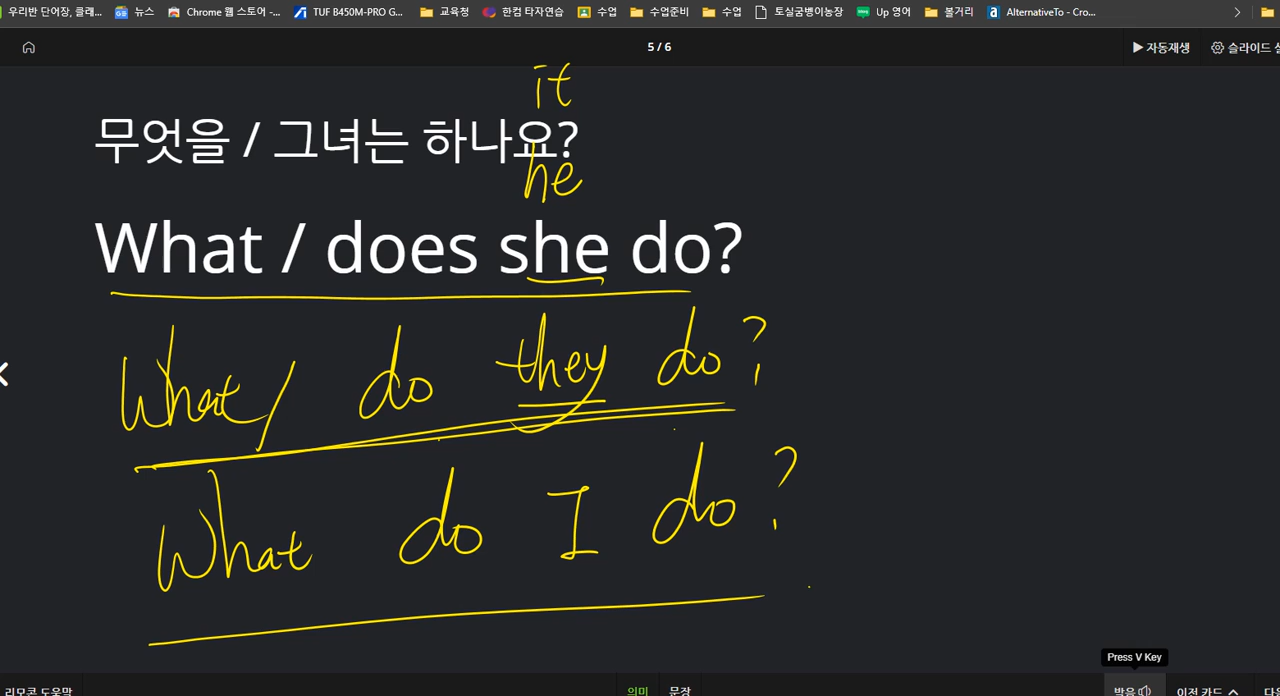 우리반 단어장, 클래... 뉴스 Chrome 웹 스토어 -... TUF B450M-PRO G... 교육청 한컴 타자연습 수업 수업준비 수업 토실궁뱅이농장 Up 영어 볼거리 AlternativeTo - Cro...
5 / 6 자동재생 슬라이드
it
무엇을 / 그녀는 하나요?
he
What / does she do?
What / do they do?
What do I do?
Press V Key
리모콘 도움말 의미 문장 발음 이전 카드